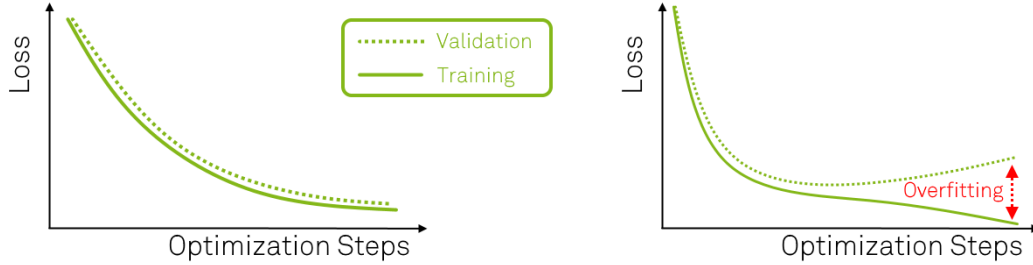 Loss
Validation
Training
Optimization Steps
Loss
Overfitting
Optimization Steps